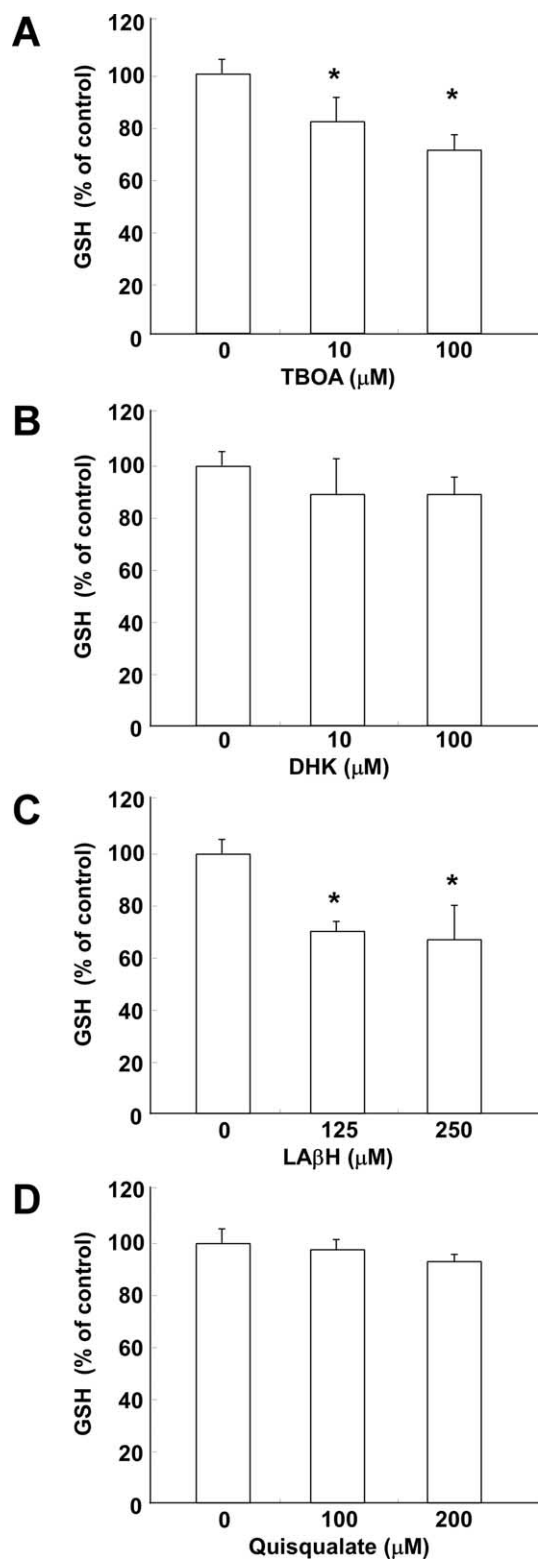 A
GSH (% of control)
120
100
80
60
40
20
0
*
*
0 10 100
TBOA (μM)
B
GSH (% of control)
120
100
80
60
40
20
0
0 10 100
DHK (μM)
C
GSH (% of control)
120
100
80
60
40
20
0
*
*
0 125 250
LAβH (μM)
D
GSH (% of control)
120
100
80
60
40
20
0
0 100 200
Quisqualate (μM)